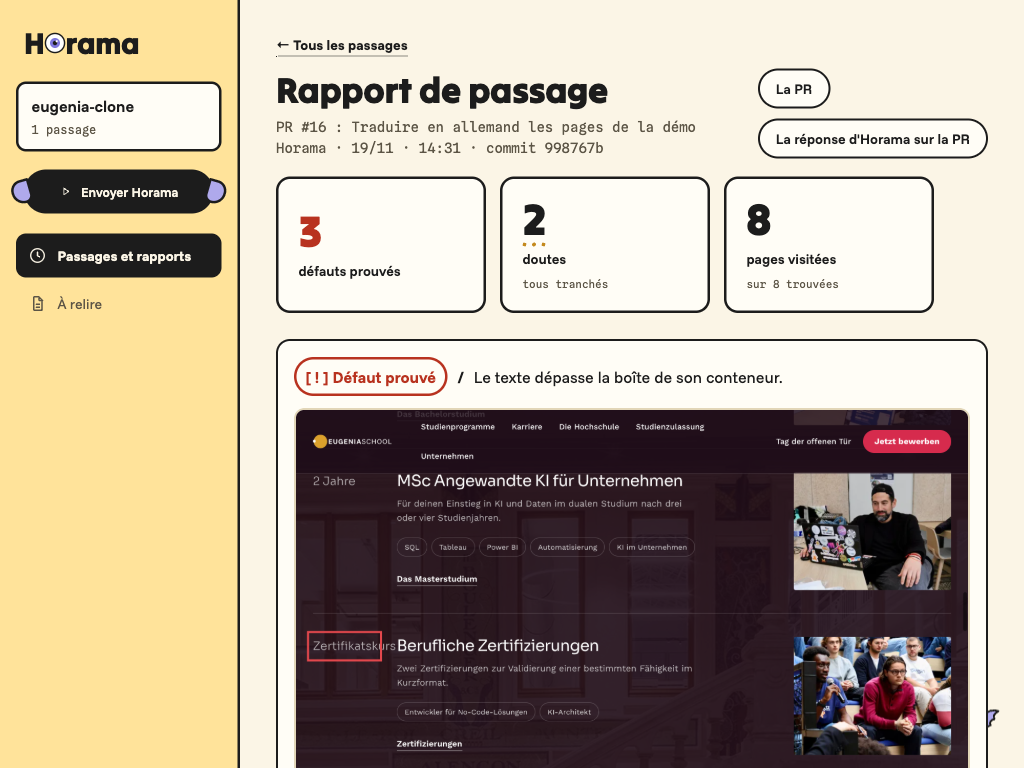 Horama
eugenia-clone
1 passage
Envoyer Horama
Passages et rapports
À relire
← Tous les passages
Rapport de passage
PR #16 : Traduire en allemand les pages de la démo
Horama · 19/11 · 14:31 · commit 998767b
La PR
La réponse d'Horama sur la PR
3
défauts prouvés
2
doutes
tous tranchés
8
pages visitées
sur 8 trouvées
[ ! ] Défaut prouvé / Le texte dépasse la boîte de son conteneur.
Das Bachelorstudium
EUGENIASCHOOL
Studienprogramme Karriere Die Hochschule Studienzulassung
Unternehmen
Tag der offenen Tür
Jetzt bewerben
2 Jahre
MSc Angewandte KI für Unternehmen
Für deinen Einstieg in KI und Daten im dualen Studium nach drei
oder vier Studienjahren.
SQL Tableau Power BI Automatisierung KI im Unternehmen
Das Masterstudium
Zertifikatskurs
Berufliche Zertifizierungen
Zwei Zertifizierungen zur Validierung einer bestimmten Fähigkeit im
Kurzformat.
Entwickler für No-Code-Lösungen KI-Architekt
Zertifizierungen